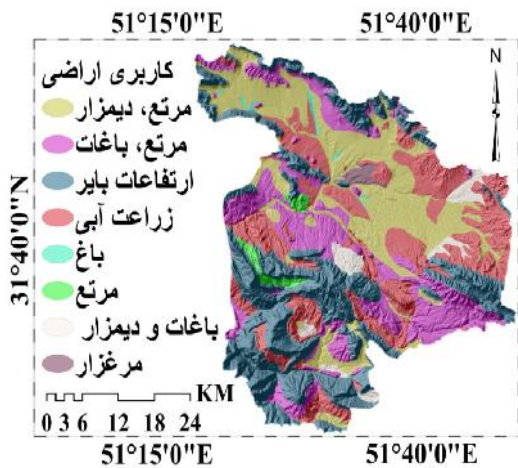 51°15'0"E 51°40'0"E
N
کاربری اراضی
مرتع، دیمزار
مرتع، باغات
ارتفاعات بایر
زراعت آبی
باغ
مرتع
باغات و دیمزار
مرغزار
31°40'0"N
KM
0 3 6 12 18 24
51°15'0"E 51°40'0"E